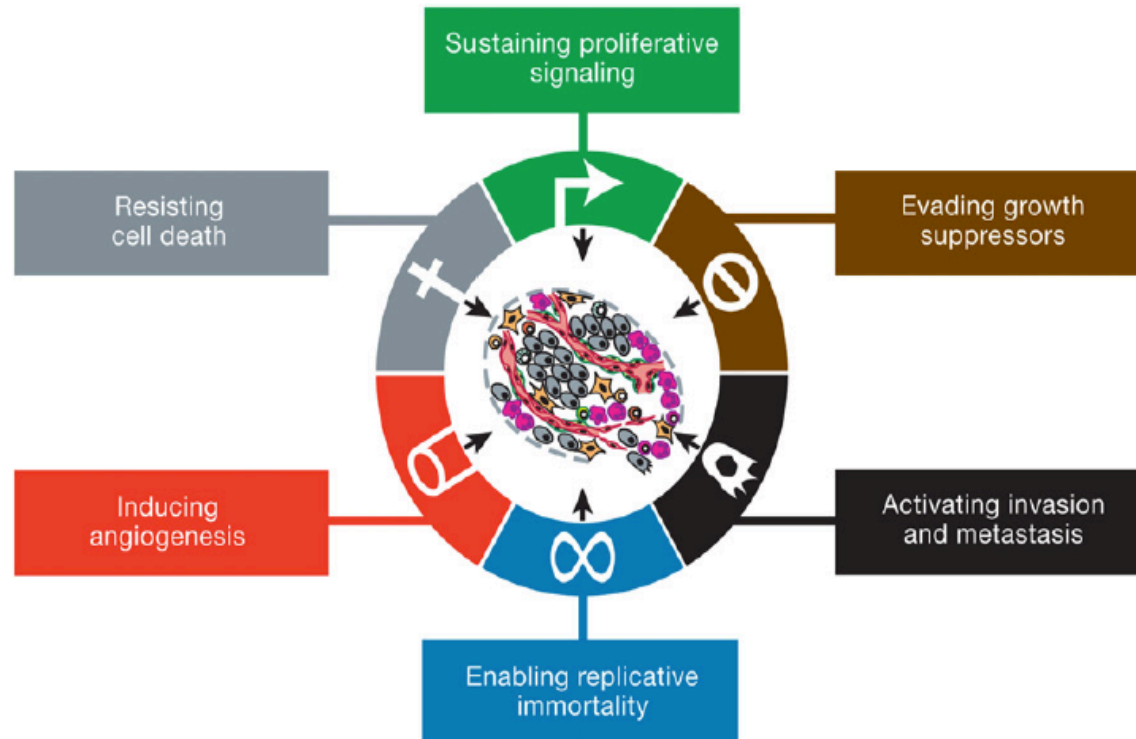 Sustaining proliferative
signaling
Resisting
cell death
Evading growth
suppressors
Inducing
angiogenesis
Activating invasion
and metastasis
Enabling replicative
immortality